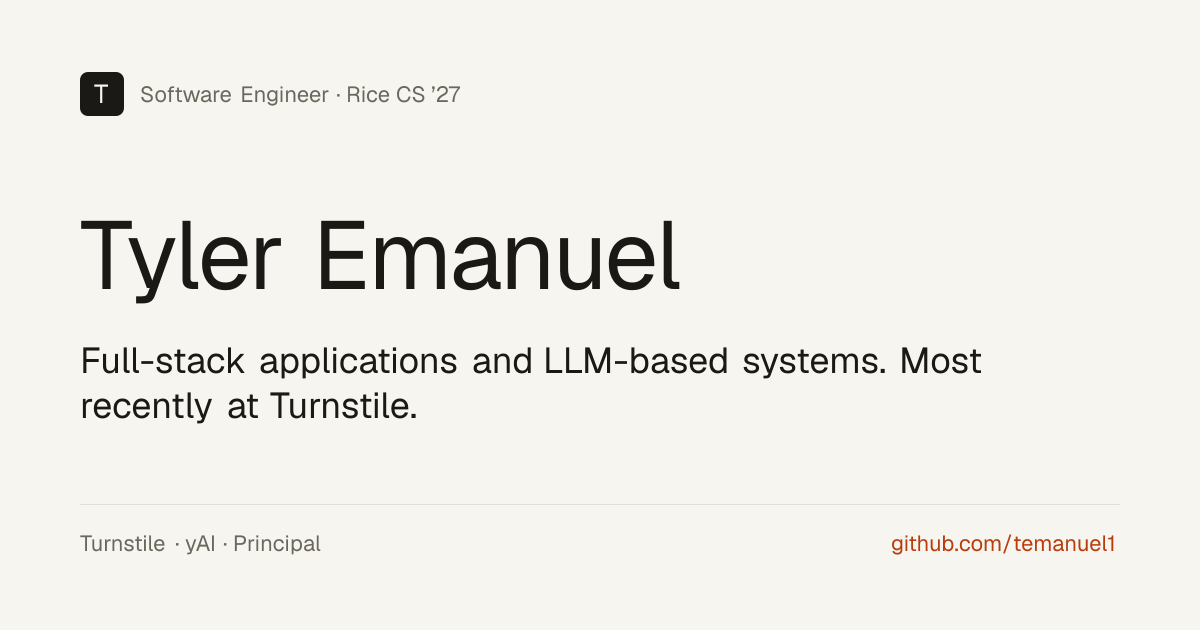 T
Software Engineer · Rice CS ’27
Tyler Emanuel
Full-stack applications and LLM-based systems. Most
recently at Turnstile.
Turnstile · yAI · Principal
github.com/temanuel1